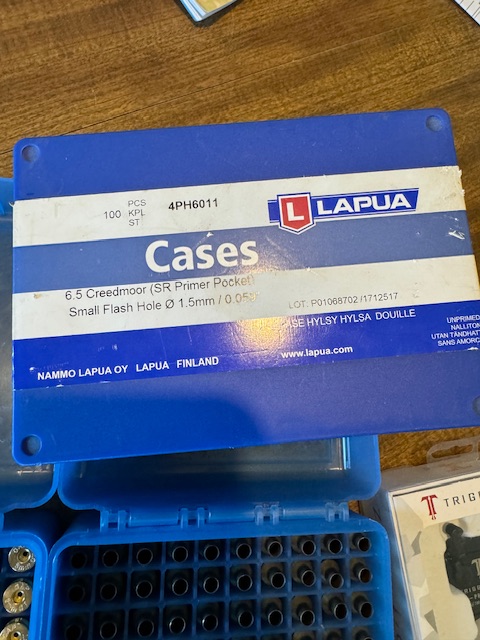 100 PCS 4PH6011
KPL
ST
L LAPUA
Cases
6.5 Creedmoor (SR Primer Pocket)
Small Flash Hole Ø 1.5mm / 0.059"
LOT. P01068702 /1712517
HYLSY HYLSA DOUILLE
UNPRIMED
NALLITON
UTAN TÄNDHATT
SANS AMORC
NAMMO LAPUA OY LAPUA FINLAND
www.lapua.com
TRIG